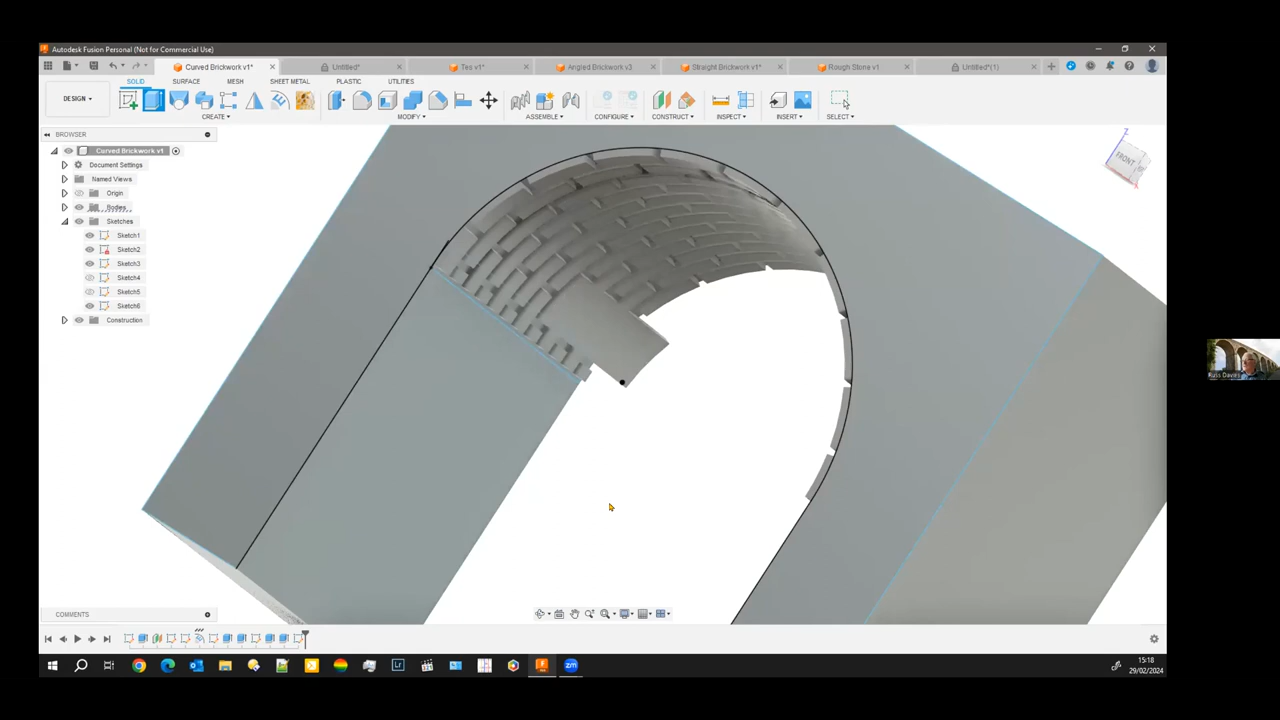 Autodesk Fusion Personal (Not for Commercial Use)
Curved Brickwork v1*
Untitled*
Tea v1*
Angled Brickwork v3
Straight Brickwork v1*
Rough Stone v1
Untitled*(1)
SOLID
SURFACE
MESH
SHEET METAL
PLASTIC
UTILITIES
DESIGN
CREATE
MODIFY
ASSEMBLE
CONFIGURE
CONSTRUCT
INSPECT
INSERT
SELECT
BROWSER
Curved Brickwork v1
Document Settings
Named Views
Origin
Bodies
Sketches
Sketch1
Sketch2
Sketch3
Sketch4
Sketch5
Sketch6
Construction
Z
FRONT
Russ Davies
COMMENTS
15:18
29/02/2024